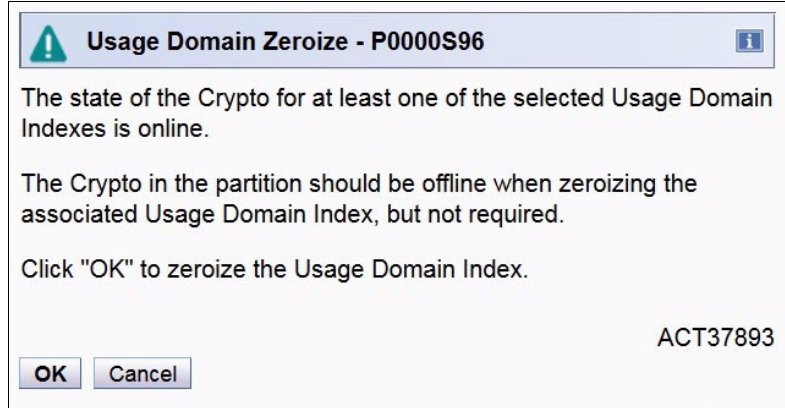 Usage Domain Zeroize - P0000S96
The state of the Crypto for at least one of the selected Usage Domain
Indexes is online.
The Crypto in the partition should be offline when zeroizing the
associated Usage Domain Index, but not required.
Click "OK" to zeroize the Usage Domain Index.
ACT37893
OK Cancel